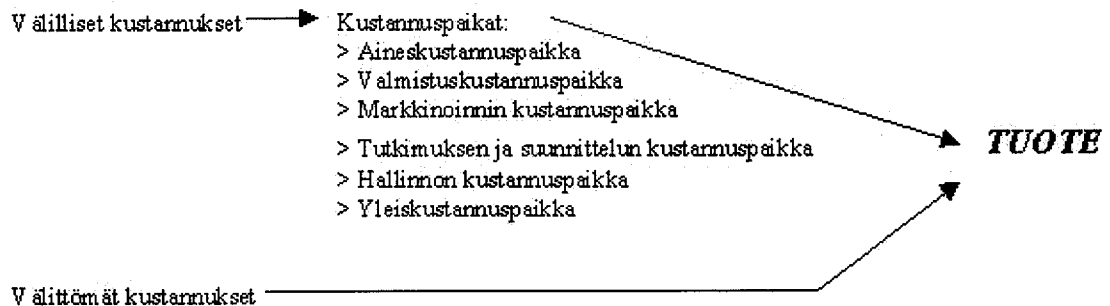 Välilliset kustannukset
Kustannuspaikat:
> Aineskustannuspaikka
> Valmistuskustannuspaikka
> Markkinoinnin kustannuspaikka
> Tutkimuksen ja suunnittelun kustannuspaikka
> Hallinnon kustannuspaikka
> Yleiskustannuspaikka
TUOTE
Välittömät kustannukset